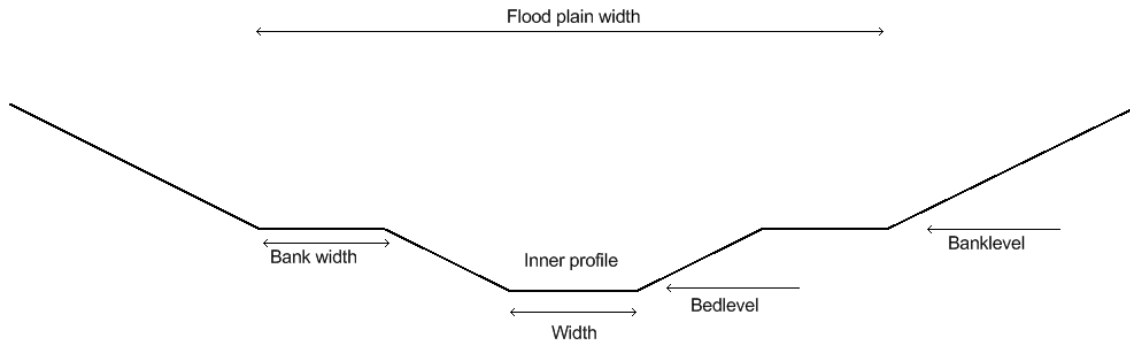 Flood plain width
Bank width
Inner profile
Banklevel
Bedlevel
Width